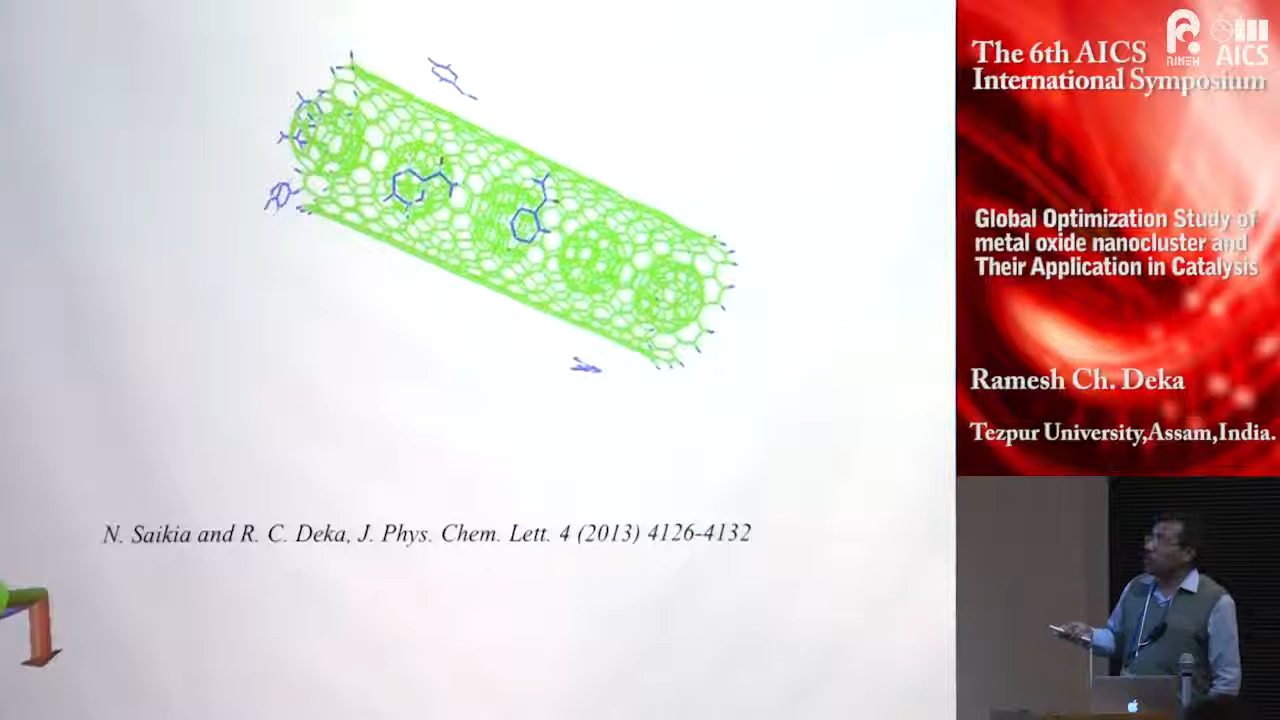 N. Saikia and R. C. Deka, J. Phys. Chem. Lett. 4 (2013) 4126-4132
RIKEN
AICS
The 6th AICS
International Symposium
Global Optimization Study of
metal oxide nanocluster and
Their Application in Catalysis
Ramesh Ch. Deka
Tezpur University,Assam,India.